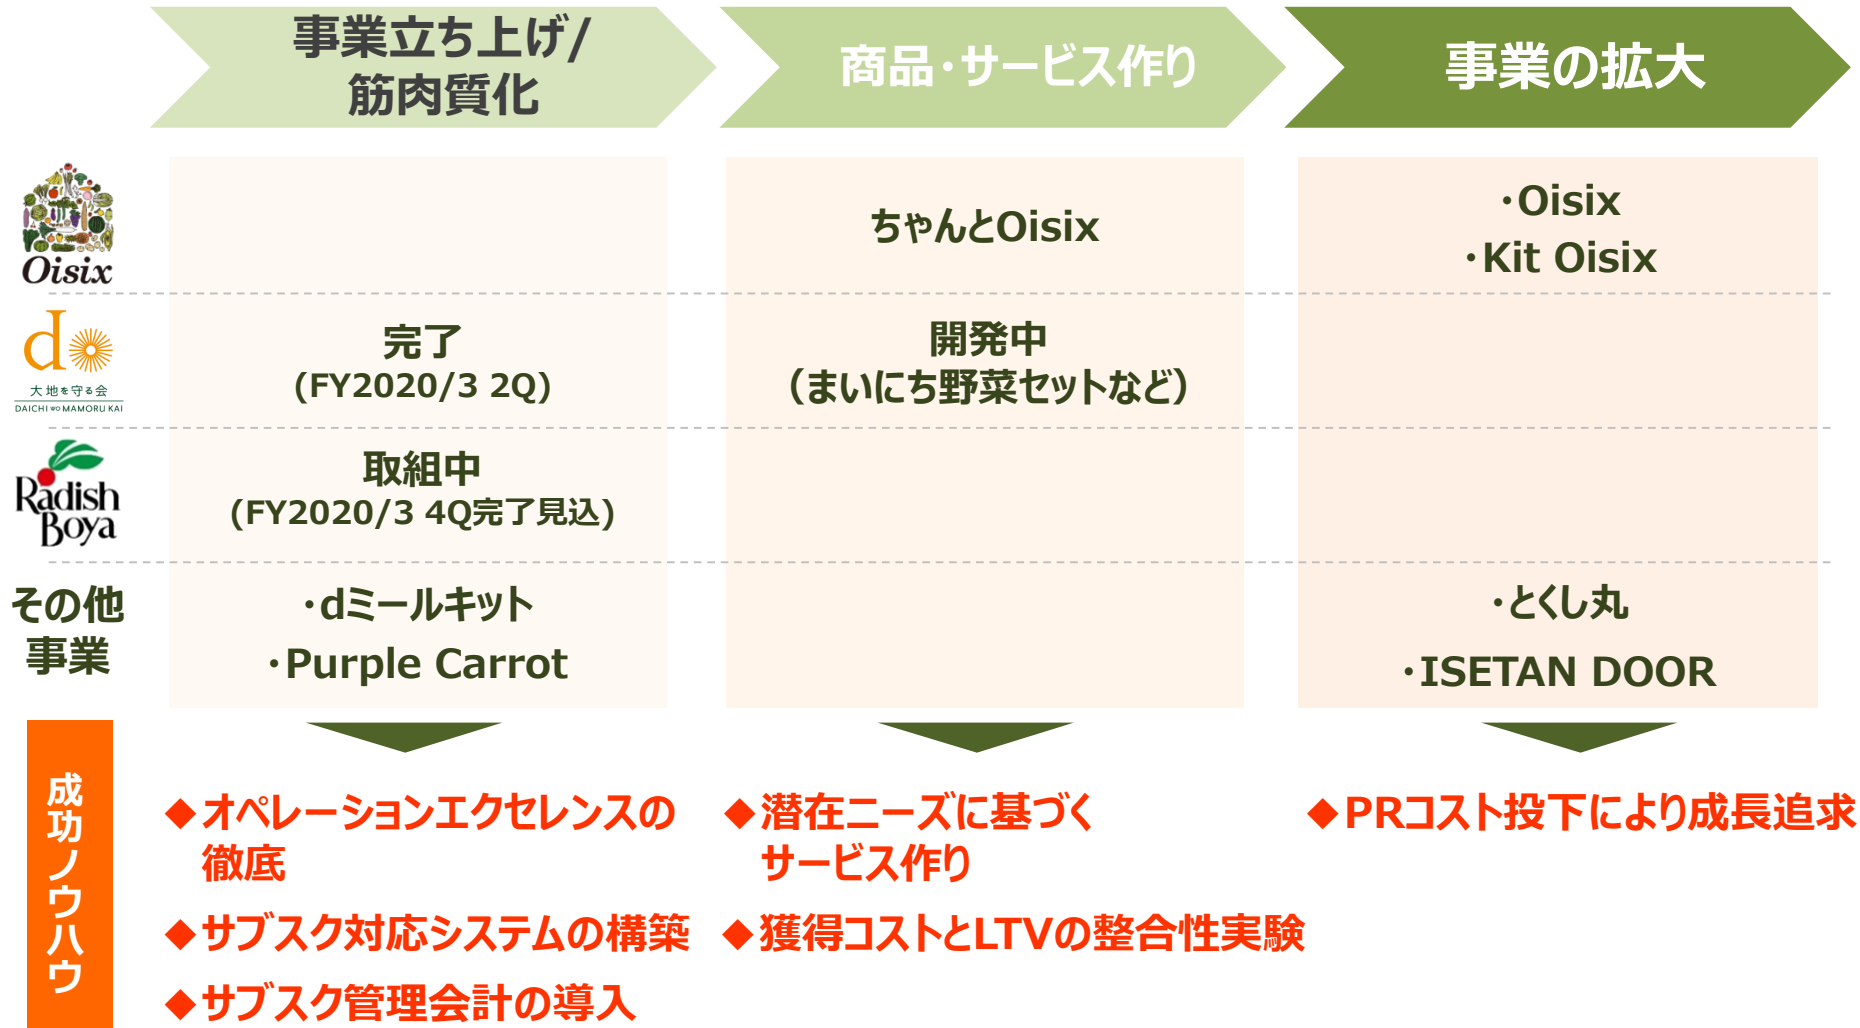 事業立ち上げ/
筋肉質化
商品・サービス作り
事業の拡大
Oisix
ちゃんとOisix
・Oisix
・Kit Oisix
do
大地を守る会
DAICHI WO MAMORU KAI
完了
(FY2020/3 2Q)
開発中
（まいにち野菜セットなど）
Radish
Boya
取組中
(FY2020/3 4Q完了見込)
その他
事業
・dミールキット
・Purple Carrot
・とくし丸
・ISETAN DOOR
成功ノウハウ
◆オペレーションエクセレンスの
徹底
◆サブスク対応システムの構築
◆サブスク管理会計の導入
◆潜在ニーズに基づく
サービス作り
◆獲得コストとLTVの整合性実験
◆PRコスト投下により成長追求